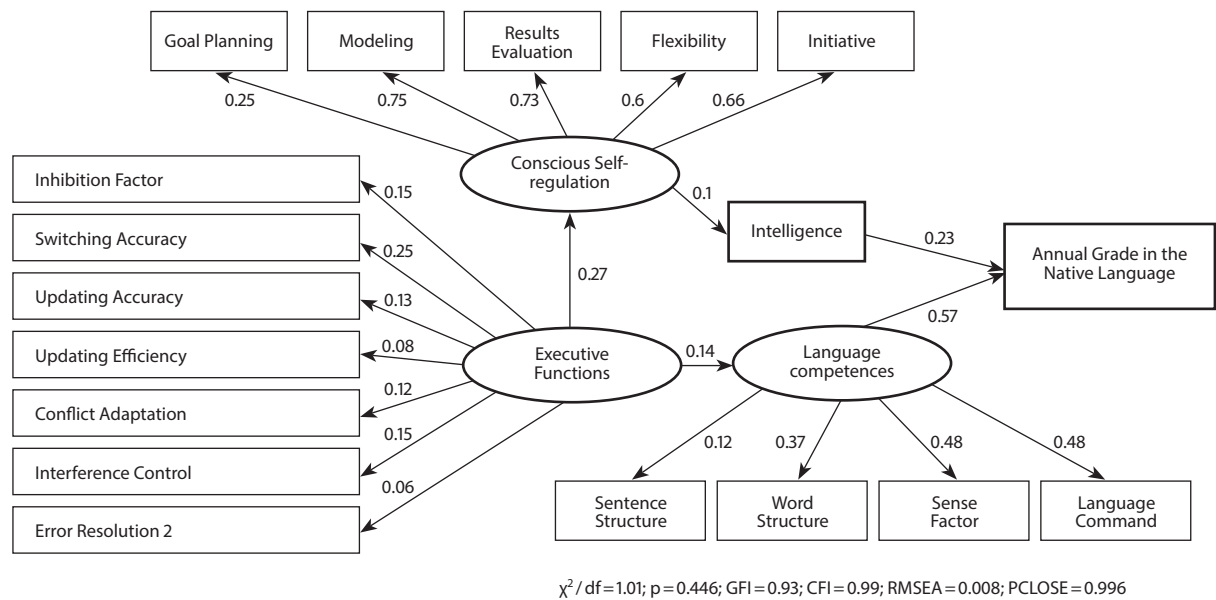 Goal Planning
Modeling
Results
Evaluation
Flexibility
Initiative
0.25
0.75
0.73
0.6
0.66
Conscious Self-
regulation
Inhibition Factor
0.15
0.1
Switching Accuracy
0.25
Intelligence
0.23
Annual Grade in the
Native Language
0.27
Updating Accuracy
0.13
0.57
Updating Efficiency
0.08
Executive
Functions
0.14
Language
competences
Conflict Adaptation
0.12
Interference Control
0.15
0.12
0.37
0.48
0.48
Error Resolution 2
0.06
Sentence
Structure
Word
Structure
Sense
Factor
Language
Command
χ²/ df=1.01; p=0.446; GFI=0.93; CFI=0.99; RMSEA=0.008; PCLOSE=0.996